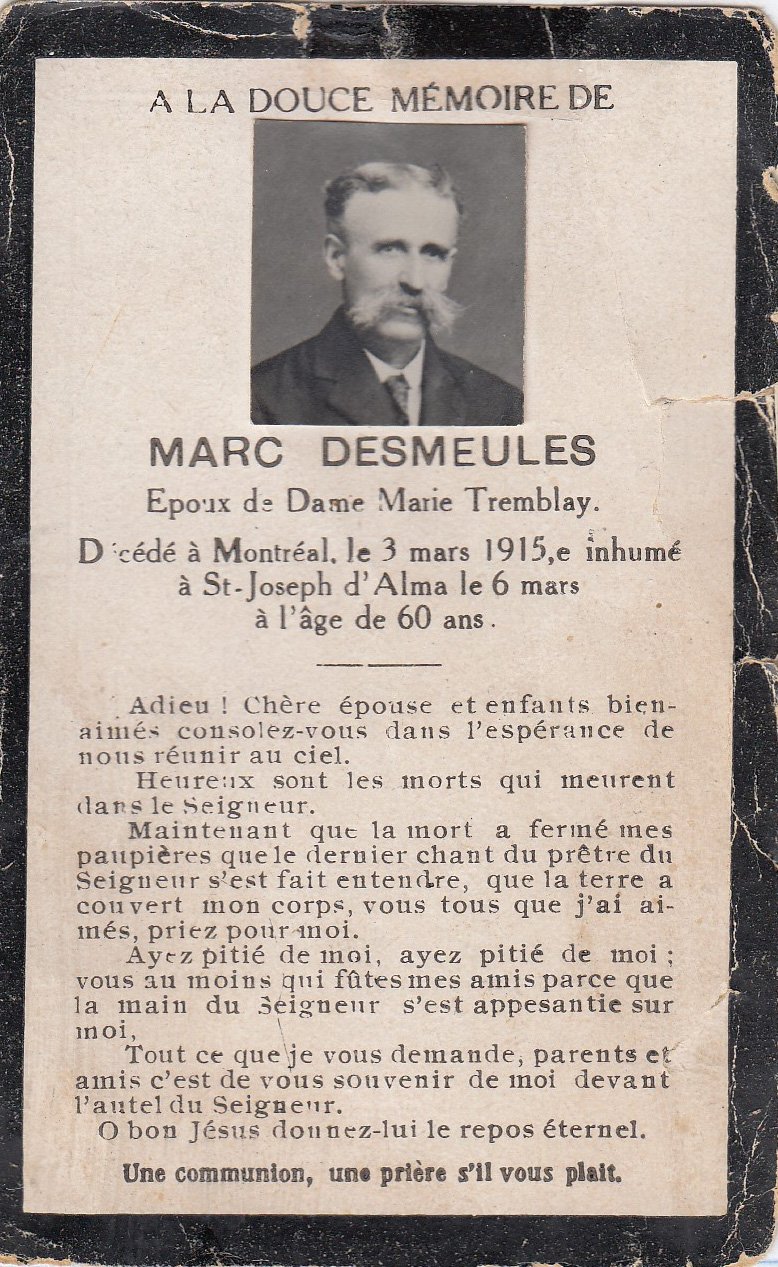 A LA DOUCE MÉMOIRE DE
MARC DESMEULES
Epoux de Dame Marie Tremblay.
Décédé à Montréal, le 3 mars 1915, e inhumé
à St-Joseph d'Alma le 6 mars
à l'âge de 60 ans.
Adieu ! Chère épouse et enfants bien-
aimés consolez-vous dans l'espérance de
nous réunir au ciel.
Heureux sont les morts qui meurent
dans le Seigneur.
Maintenant que la mort a fermé mes
paupières que le dernier chant du prêtre du
Seigneur s'est fait entendre, que la terre a
couvert mon corps, vous tous que j'ai ai-
més, priez pour moi.
Ayez pitié de moi, ayez pitié de moi ;
vous au moins qui fûtes mes amis parce que
la main du Seigneur s'est appesantie sur
moi,
Tout ce que je vous demande, parents et
amis c'est de vous souvenir de moi devant
l'autel du Seigneur.
O bon Jésus donnez-lui le repos éternel.
Une communion, une prière s'il vous plait.